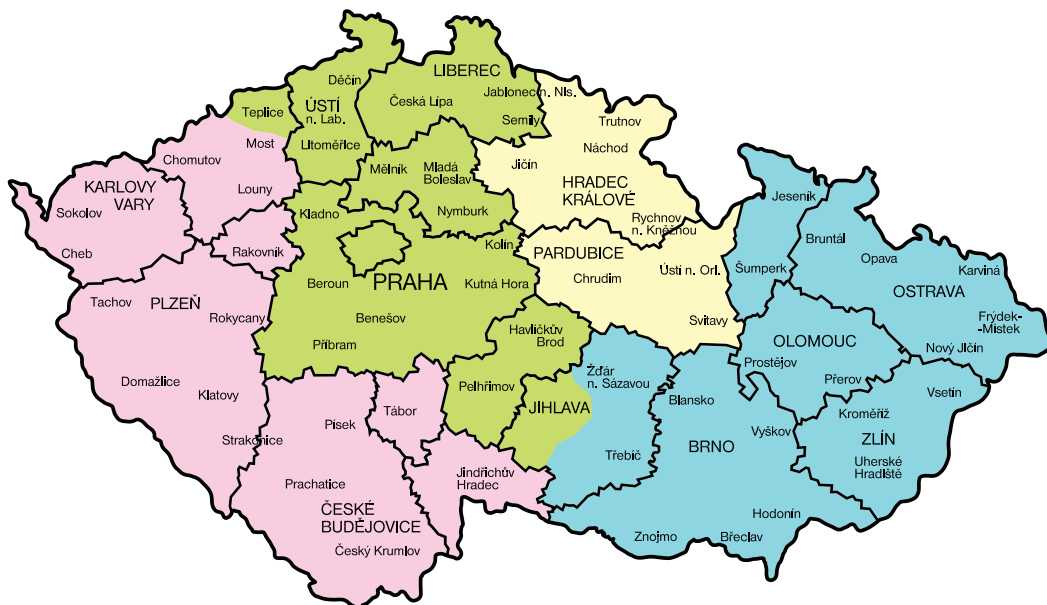 LIBEREC
Děčín
Jablonec n. Nls.
Česká Lípa
Teplice
ÚSTÍ
n. Lab.
Semily
Trutnov
Most
LItoměřIce
Náchod
Chomutov
Mělník
Mladá
Boleslav
Jičín
KARLOVY
VARY
Louny
HRADEC
KRÁLOVÉ
Jeseník
Sokolov
Kladno
Nymburk
Rychnov
n. Kněžnou
Cheb
Rakovník
Kolín
PARDUBICE
Bruntál
Opava
Karviná
Beroun
PRAHA
Kutná Hora
Chrudim
Ústí n. Orl.
Šumperk
OSTRAVA
Tachov
PLZEŇ
Rokycany
Benešov
Svitavy
Frýdek-
-Místek
Příbram
Havlíčkův
Brod
OLOMOUC
Nový JIčín
Prostějov
Domažlice
Klatovy
Pelhřimov
Žďár
n. Sázavou
Přerov
Vsetín
Tábor
JIHLAVA
Blansko
Kroměříž
Písek
Strakonice
Vyškov
BRNO
ZLÍN
Třebíč
Uherské
Hradiště
Jindřichův
Hradec
Prachatice
ČESKÉ
BUDĚJOVICE
Hodonín
Znojmo
Břeclav
Český Krumlov